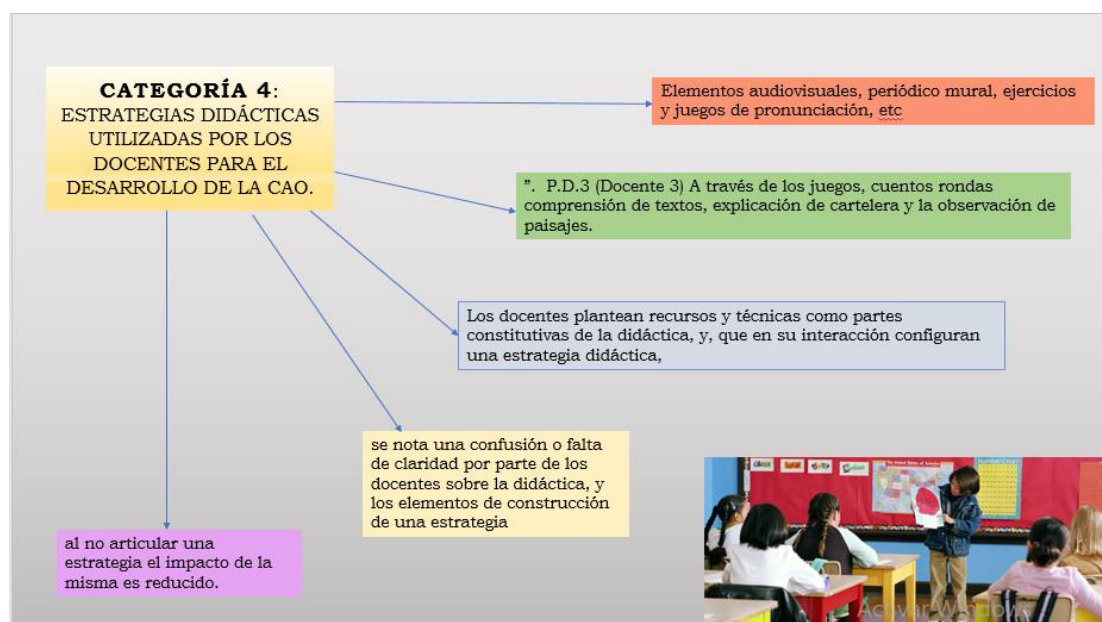 CATEGORÍA 4:
ESTRATEGIAS DIDÁCTICAS
UTILIZADAS POR LOS
DOCENTES PARA EL
DESARROLLO DE LA CAO.
Elementos audiovisuales, periódico mural, ejercicios
y juegos de pronunciación, etc
”. P.D.3 (Docente 3) A través de los juegos, cuentos rondas
comprensión de textos, explicación de cartelera y la observación de
paisajes.
Los docentes plantean recursos y técnicas como partes
constitutivas de la didáctica, y, que en su interacción configuran
una estrategia didáctica,
se nota una confusión o falta
de claridad por parte de los
docentes sobre la didáctica, y
los elementos de construcción
de una estrategia
al no articular una
estrategia el impacto de la
misma es reducido.
Activar Windows